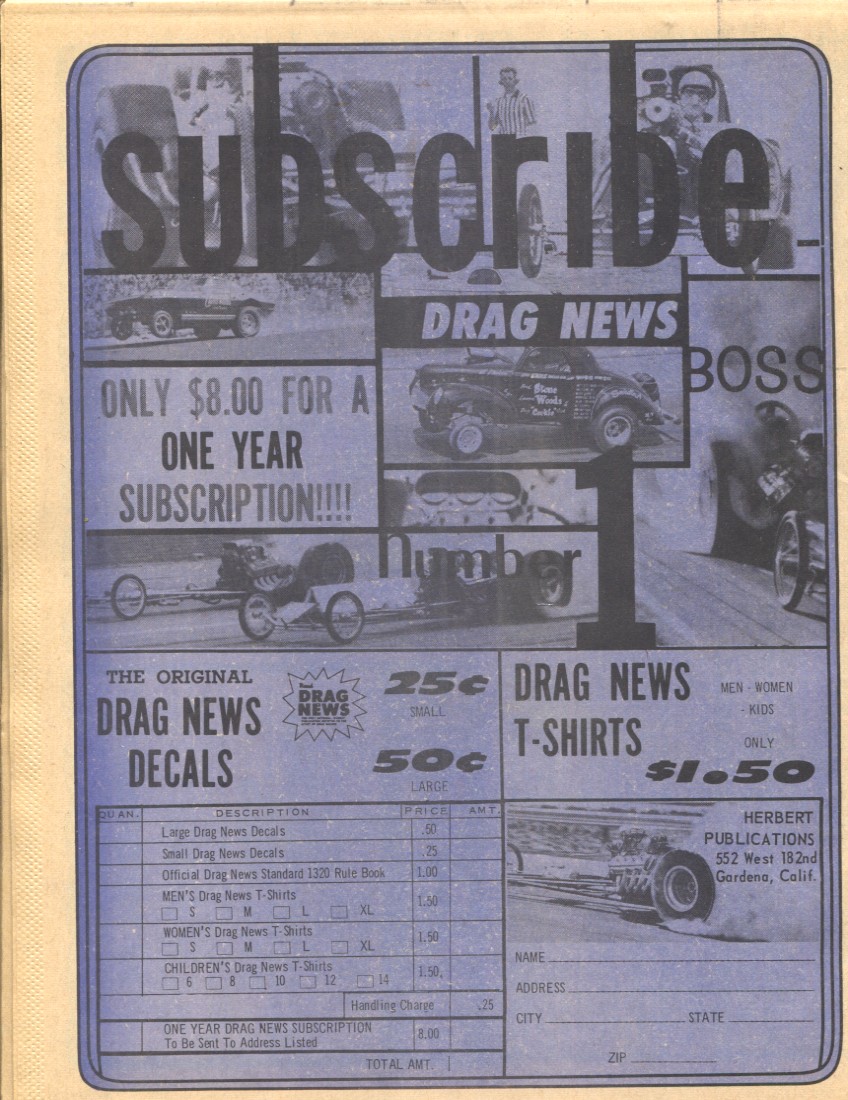 subscribe
DRAG NEWS
BOSS
Stone
Woods
Cook
ONLY $8.00 FOR A
ONE YEAR
SUBSCRIPTION!!!!
number 1
THE ORIGINAL
DRAG NEWS
DECALS
DRAG
NEWS
25¢
SMALL
50¢
LARGE
DRAG NEWS
T-SHIRTS
MEN - WOMEN
- KIDS
ONLY
$1.50
QUAN. DESCRIPTION PRICE AMT.
Large Drag News Decals .50
Small Drag News Decals .25
Official Drag News Standard 1320 Rule Book 1.00
MEN'S Drag News T-Shirts 1.50
S M L XL
WOMEN'S Drag News T-Shirts 1.50
S M L XL
CHILDREN'S Drag News T-Shirts 1.50
6 8 10 12 14
Handling Charge .25
ONE YEAR DRAG NEWS SUBSCRIPTION 8.00
To Be Sent To Address Listed
TOTAL AMT.
HERBERT
PUBLICATIONS
552 West 182nd
Gardena, Calif.
NAME
ADDRESS
CITY STATE
ZIP